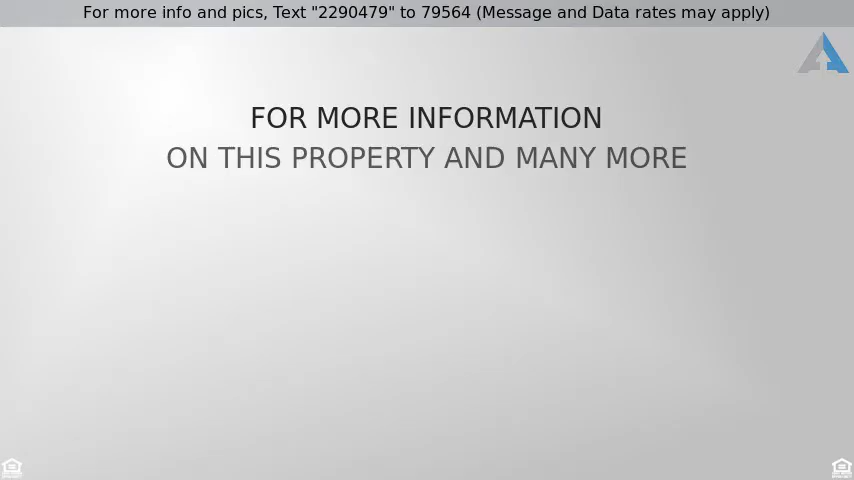 For more info and pics, Text "2290479" to 79564 (Message and Data rates may apply)
FOR MORE INFORMATION
ON THIS PROPERTY AND MANY MORE